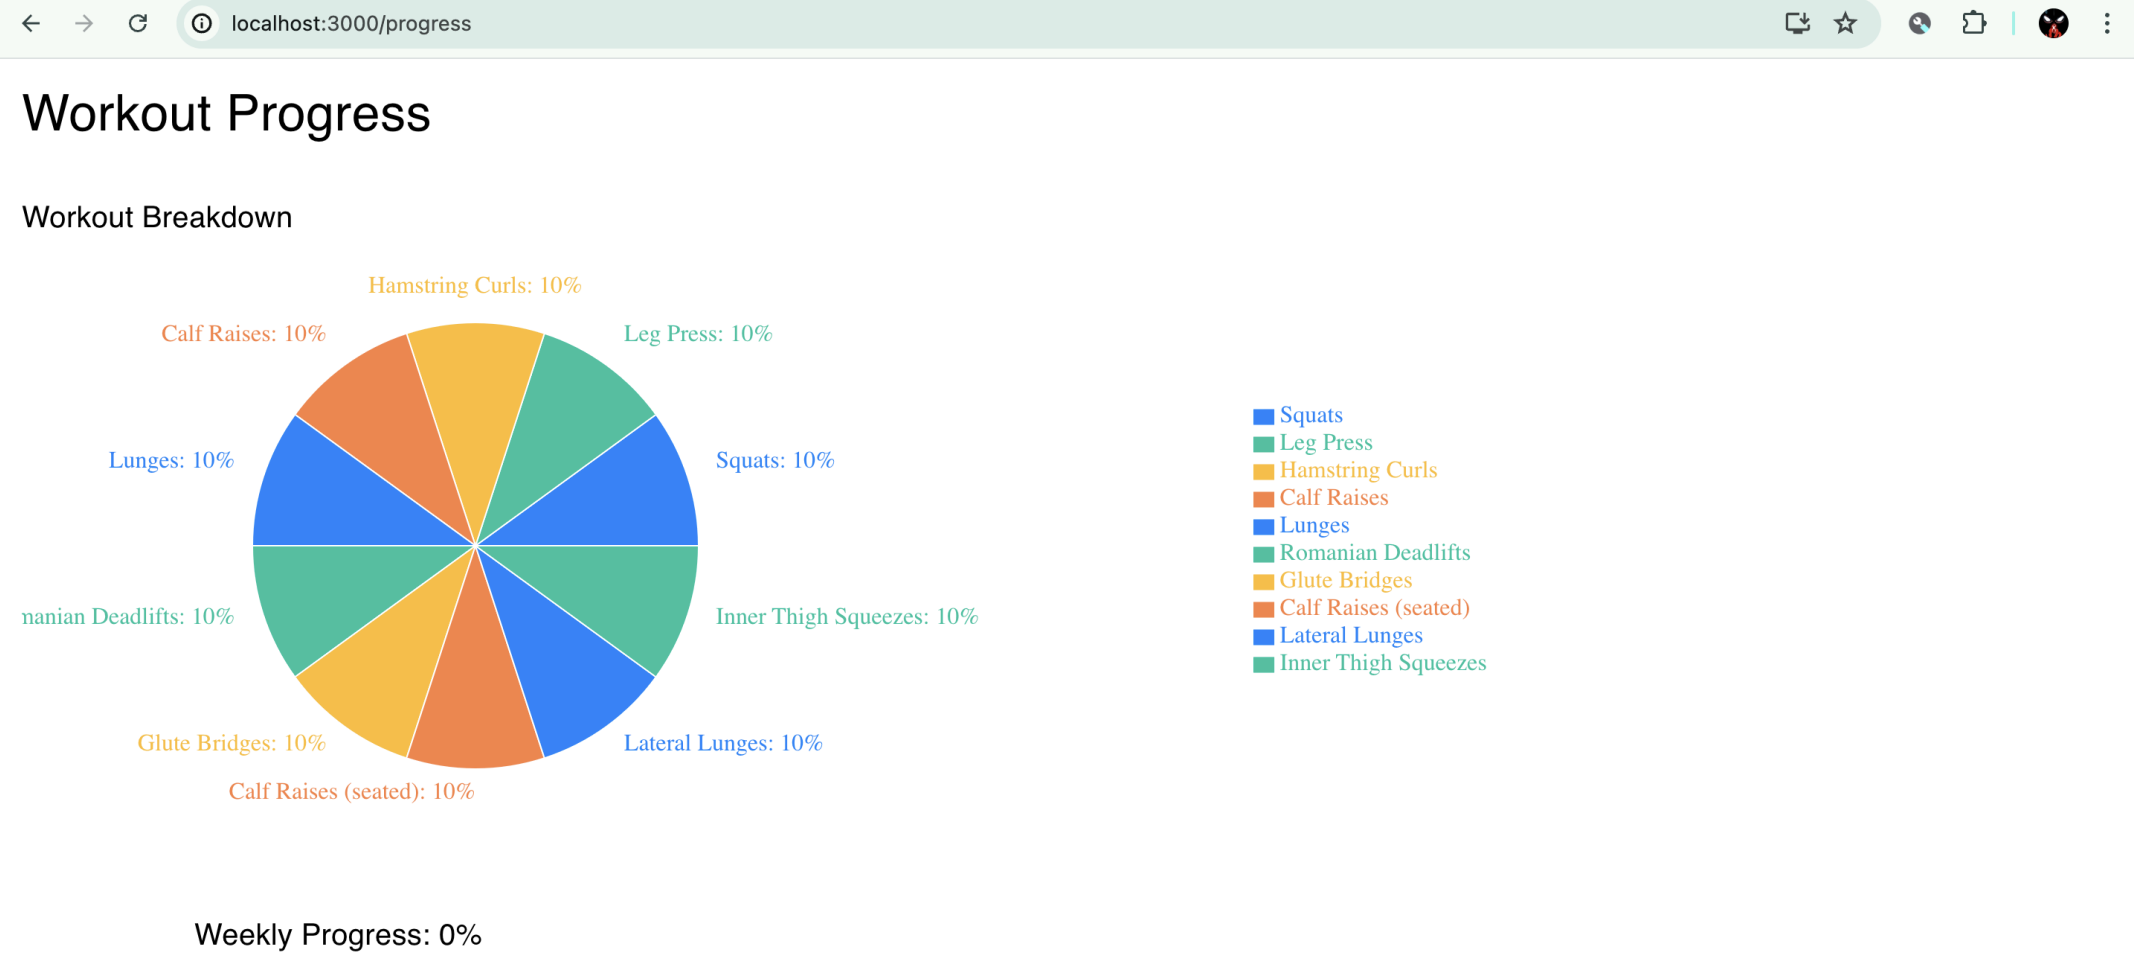 localhost:3000/progress
Workout Progress
Workout Breakdown
Hamstring Curls: 10%
Calf Raises: 10%
Leg Press: 10%
Lunges: 10%
Squats: 10%
manian Deadlifts: 10%
Inner Thigh Squeezes: 10%
Glute Bridges: 10%
Lateral Lunges: 10%
Calf Raises (seated): 10%
Squats
Leg Press
Hamstring Curls
Calf Raises
Lunges
Romanian Deadlifts
Glute Bridges
Calf Raises (seated)
Lateral Lunges
Inner Thigh Squeezes
Weekly Progress: 0%